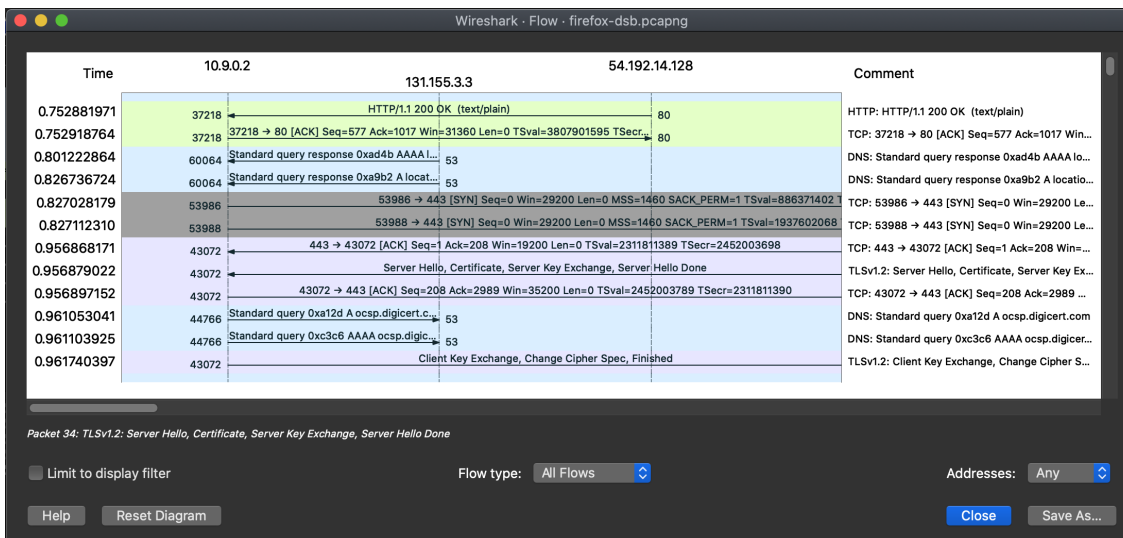 Wireshark · Flow · firefox-dsb.pcapng
Time 10.9.0.2 131.155.3.3 54.192.14.128 Comment
0.752881971 37218 HTTP/1.1 200 OK (text/plain) 80 HTTP: HTTP/1.1 200 OK (text/plain)
0.752918764 37218 37218 → 80 [ACK] Seq=577 Ack=1017 Win=31360 Len=0 TSval=3807901595 TSecr... 80 TCP: 37218 → 80 [ACK] Seq=577 Ack=1017 Win...
0.801222864 60064 Standard query response 0xad4b AAAA l... 53 DNS: Standard query response 0xad4b AAAA lo...
0.826736724 60064 Standard query response 0xa9b2 A locat... 53 DNS: Standard query response 0xa9b2 A locatio...
0.827028179 53986 53986 → 443 [SYN] Seq=0 Win=29200 Len=0 MSS=1460 SACK_PERM=1 TSval=886371402 T TCP: 53986 → 443 [SYN] Seq=0 Win=29200 Le...
0.827112310 53988 53988 → 443 [SYN] Seq=0 Win=29200 Len=0 MSS=1460 SACK_PERM=1 TSval=1937602068 TCP: 53988 → 443 [SYN] Seq=0 Win=29200 Le...
0.956868171 43072 443 → 43072 [ACK] Seq=1 Ack=208 Win=19200 Len=0 TSval=2311811389 TSecr=2452003698 TCP: 443 → 43072 [ACK] Seq=1 Ack=208 Win=...
0.956879022 43072 Server Hello, Certificate, Server Key Exchange, Server Hello Done TLSv1.2: Server Hello, Certificate, Server Key Ex...
0.956897152 43072 43072 → 443 [ACK] Seq=208 Ack=2989 Win=35200 Len=0 TSval=2452003789 TSecr=2311811390 TCP: 43072 → 443 [ACK] Seq=208 Ack=2989 ...
0.961053041 44766 Standard query 0xa12d A ocsp.digicert.c... 53 DNS: Standard query 0xa12d A ocsp.digicert.com
0.961103925 44766 Standard query 0xc3c6 AAAA ocsp.digic... 53 DNS: Standard query 0xc3c6 AAAA ocsp.digicer...
0.961740397 43072 Client Key Exchange, Change Cipher Spec, Finished TLSv1.2: Client Key Exchange, Change Cipher S...
Packet 34: TLSv1.2: Server Hello, Certificate, Server Key Exchange, Server Hello Done
Limit to display filter Flow type: All Flows Addresses: Any
Help Reset Diagram Close Save As...